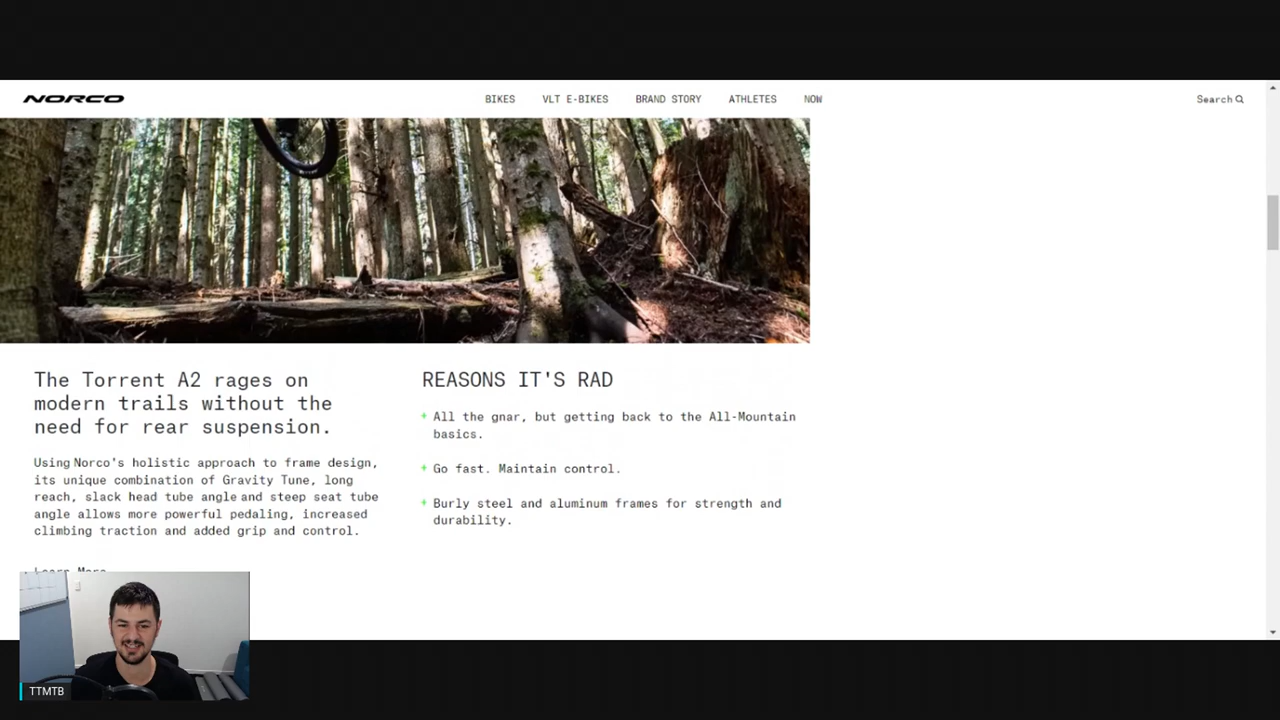 NORCO
BIKES VLT E-BIKES BRAND STORY ATHLETES NOW
Search
The Torrent A2 rages on
modern trails without the
need for rear suspension.
Using Norco's holistic approach to frame design,
its unique combination of Gravity Tune, long
reach, slack head tube angle and steep seat tube
angle allows more powerful pedaling, increased
climbing traction and added grip and control.
Learn More
REASONS IT'S RAD
+ All the gnar, but getting back to the All-Mountain
basics.
+ Go fast. Maintain control.
+ Burly steel and aluminum frames for strength and
durability.
TTMTB